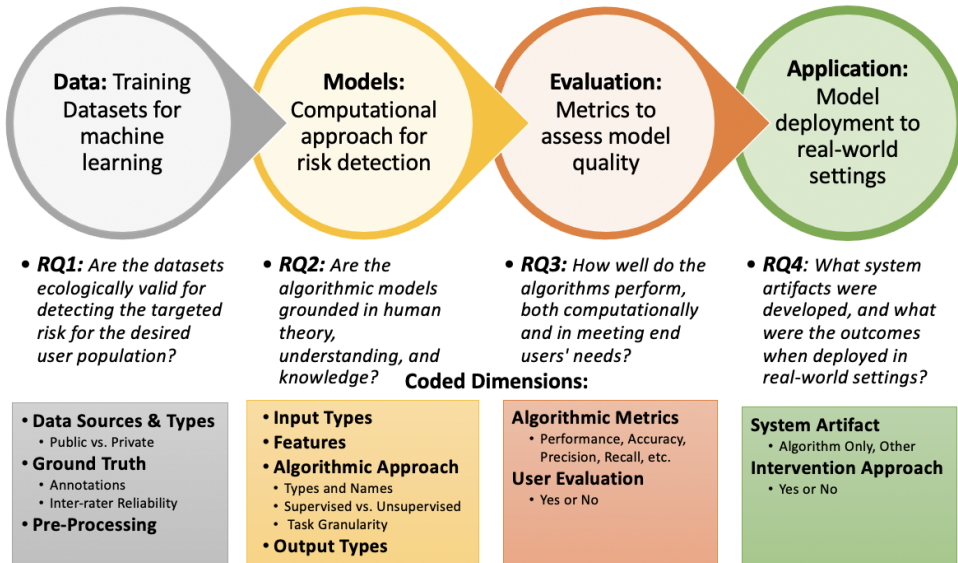 Data: Training
Datasets for
machine
learning
Models:
Computational
approach for
risk detection
Evaluation:
Metrics to
assess model
quality
Application:
Model
deployment to
real-world
settings
• RQ1: Are the datasets
ecologically valid for
detecting the targeted
risk for the desired
user population?
• RQ2: Are the
algorithmic models
grounded in human
theory,
understanding, and
knowledge?
• RQ3: How well do the
algorithms perform,
both computationally
and in meeting end
users' needs?
• RQ4: What system
artifacts were
developed, and what
were the outcomes
when deployed in
real-world settings?
Coded Dimensions:
• Data Sources & Types
• Public vs. Private
• Ground Truth
• Annotations
• Inter-rater Reliability
• Pre-Processing
• Input Types
• Features
• Algorithmic Approach
• Types and Names
• Supervised vs. Unsupervised
• Task Granularity
• Output Types
Algorithmic Metrics
• Performance, Accuracy,
Precision, Recall, etc.
User Evaluation
• Yes or No
System Artifact
• Algorithm Only, Other
Intervention Approach
• Yes or No